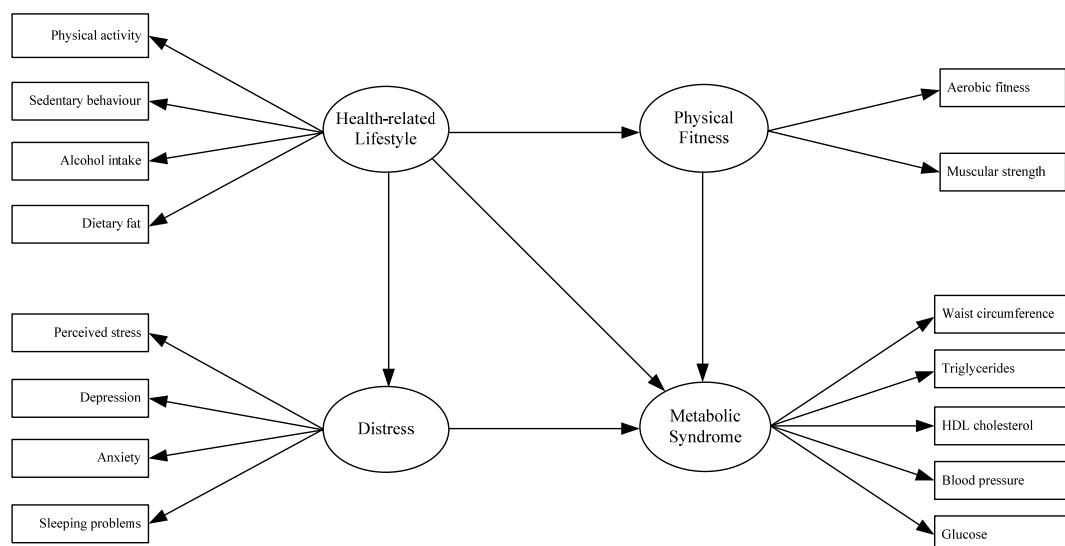 Physical activity
Sedentary behaviour
Alcohol intake
Dietary fat
Health-related
Lifestyle
Physical
Fitness
Aerobic fitness
Muscular strength
Perceived stress
Depression
Anxiety
Sleeping problems
Distress
Metabolic
Syndrome
Waist circumference
Triglycerides
HDL cholesterol
Blood pressure
Glucose